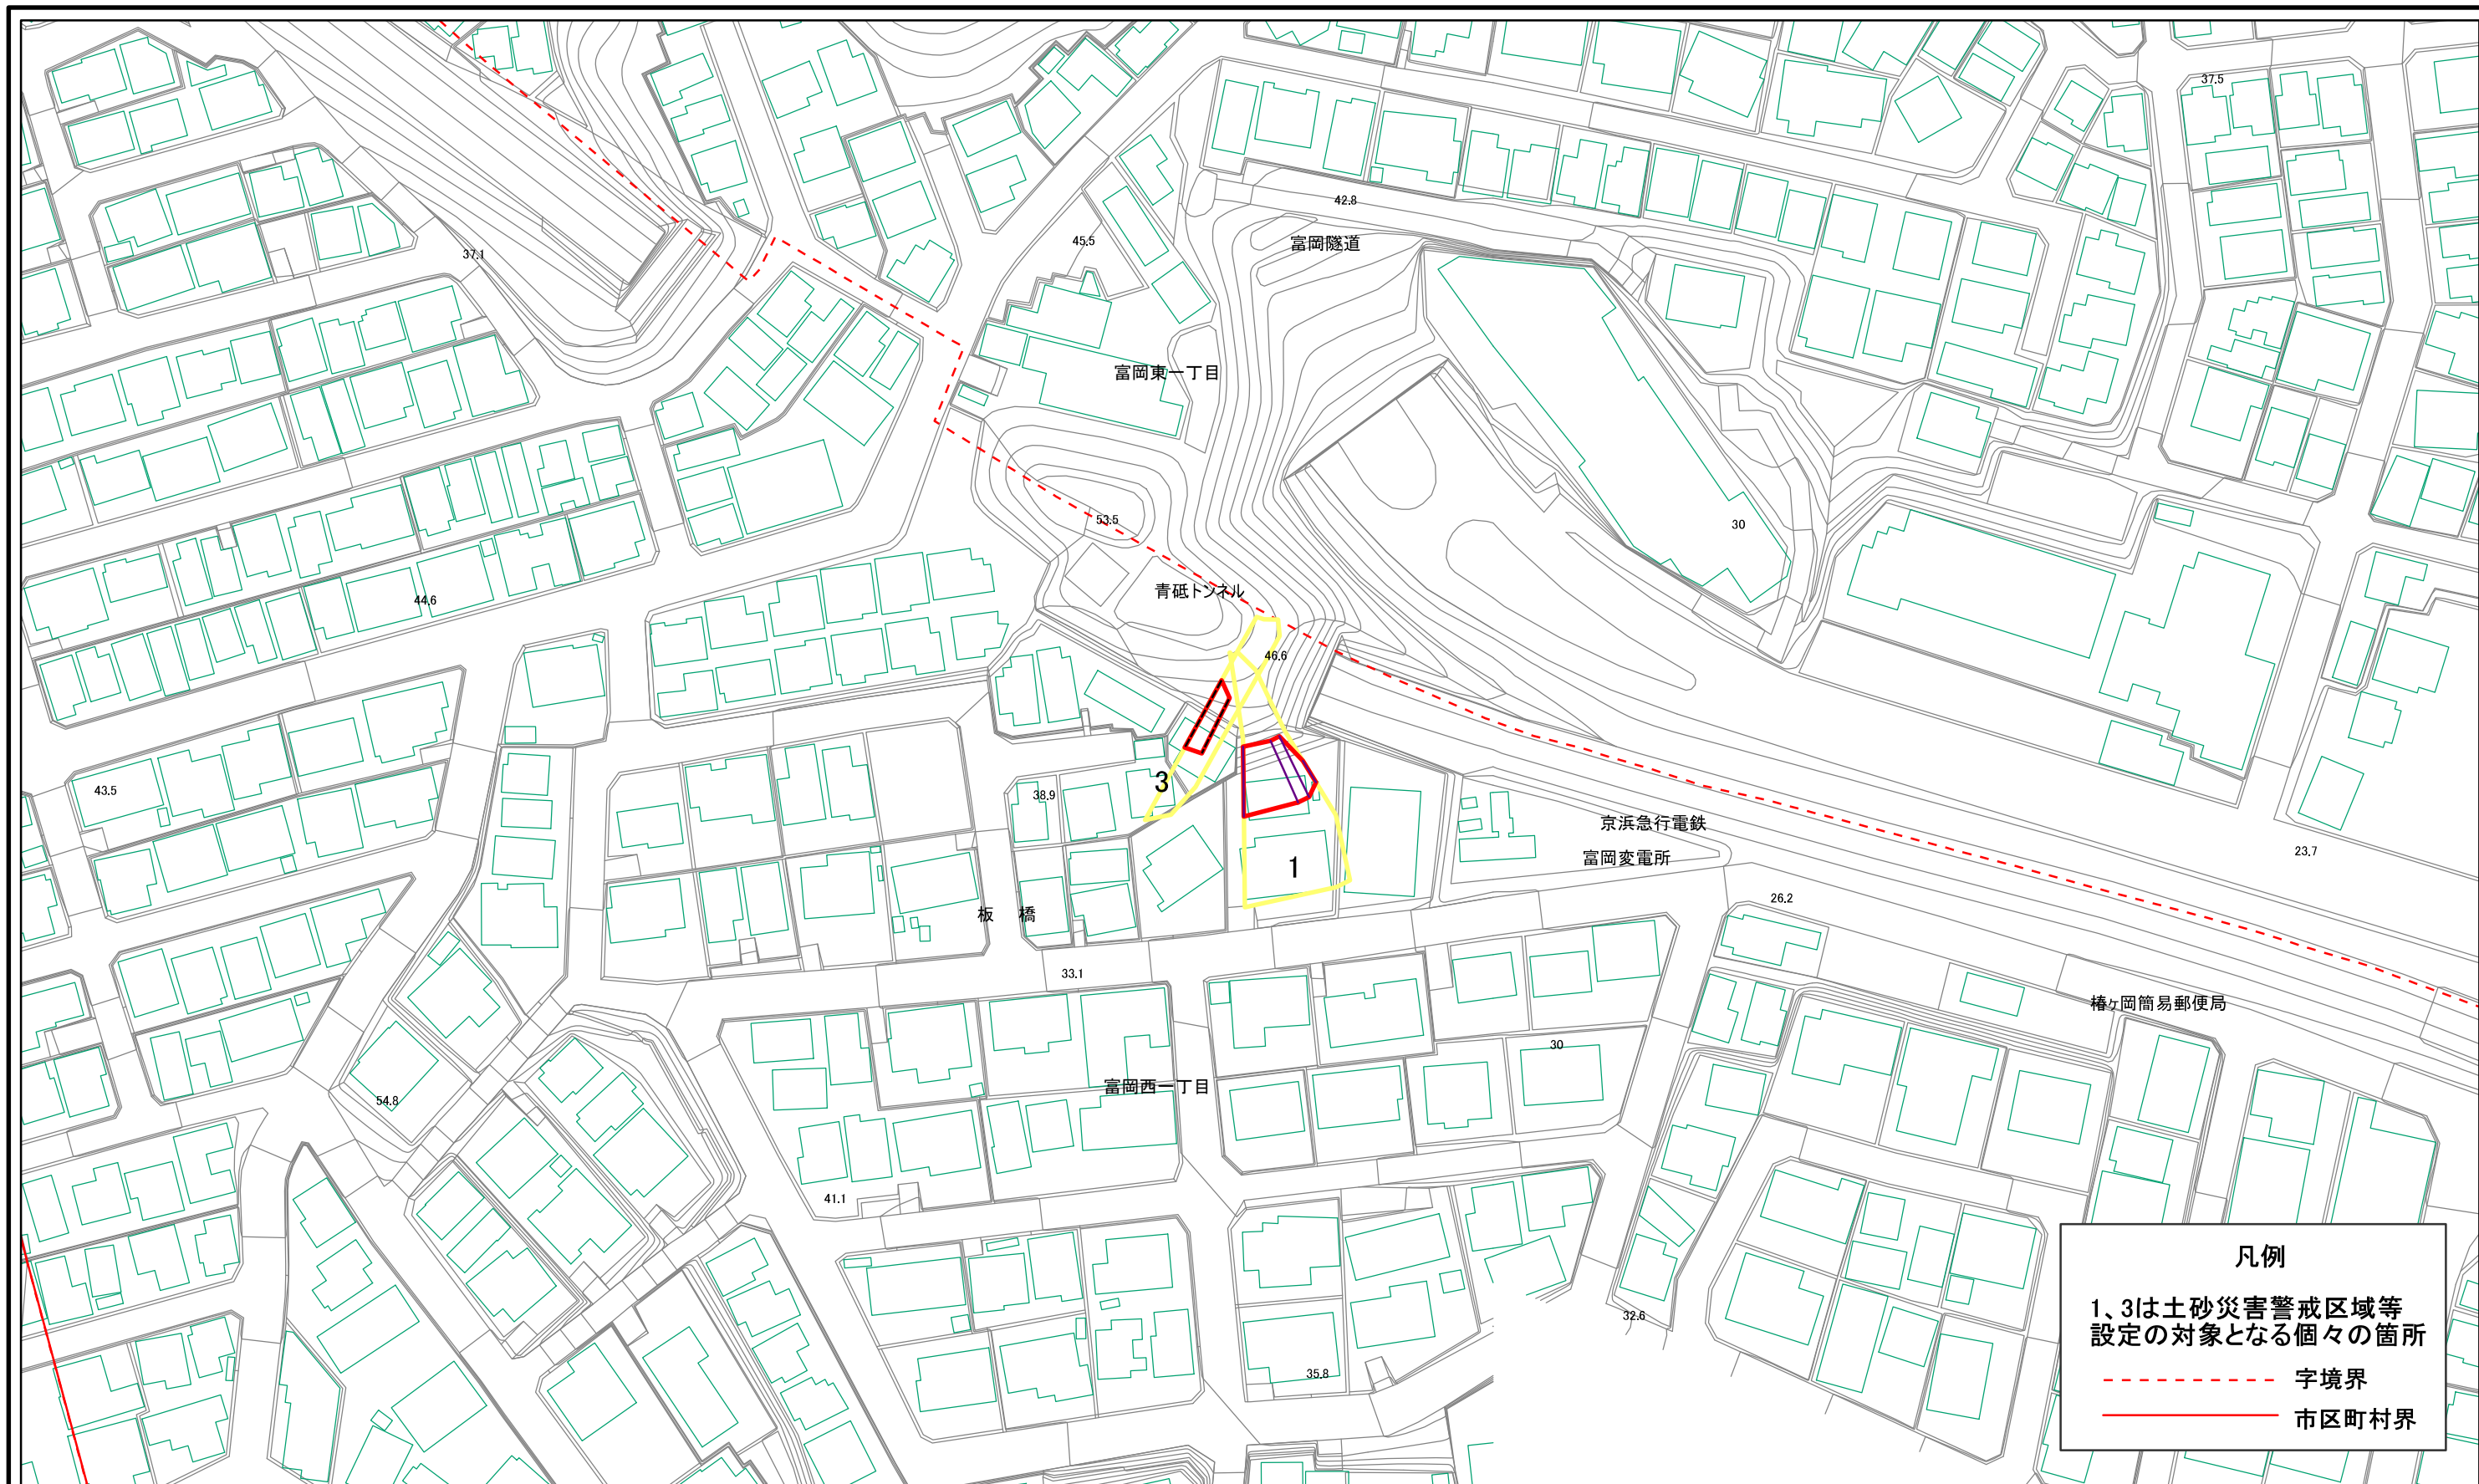 37.5
42.8
45.5
富岡隧道
37.1
富岡東一丁目
53.5
30
青砥トンネル
44.6
46.6
3
43.5
38.9
京浜急行電鉄
富岡変電所
23.7
1
26.2
板 橋
33.1
椿ヶ岡簡易郵便局
30
富岡西一丁目
54.8
41.1
32.6
35.8
凡例
1、3は土砂災害警戒区域等
設定の対象となる個々の箇所
字境界
市区町村界